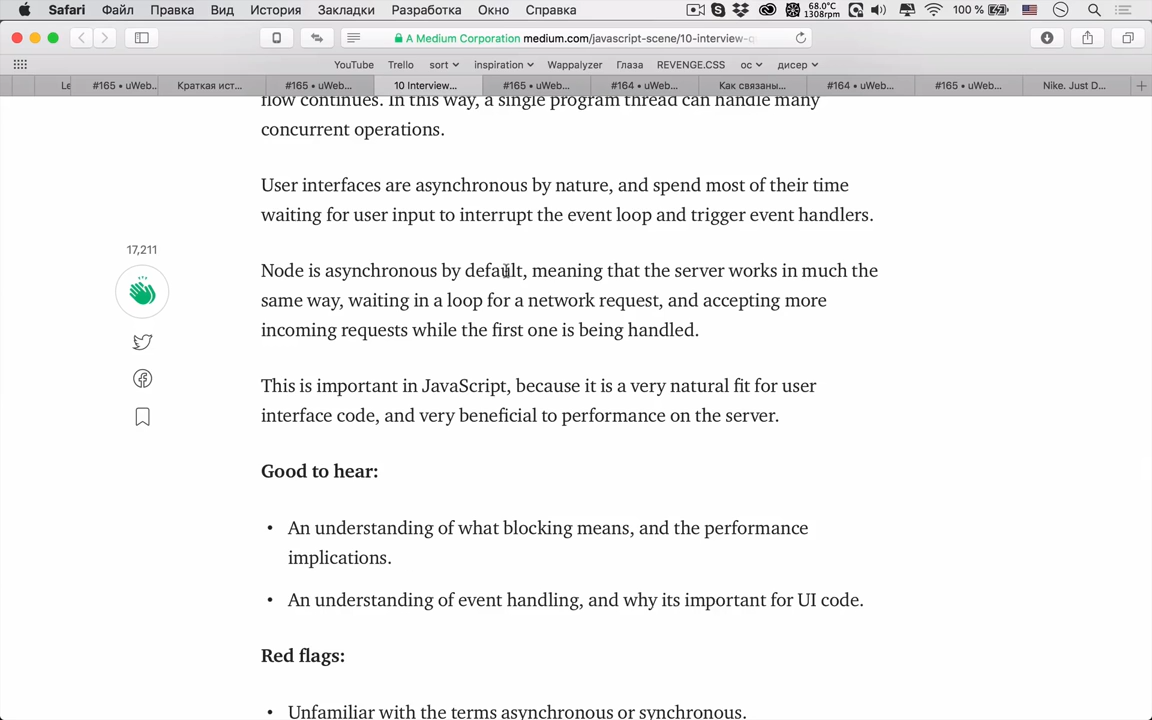 Safari Файл Правка Вид История Закладки Разработка Окно Справка 68.0°C 1308rpm 100 %
A Medium Corporation medium.com/javascript-scene/10-interview-q
YouTube Trello sort inspiration Wappalyzer Глаза REVENGE.CSS ос дисер
Le #165 • uWeb... Краткая ист... #165 • uWeb... 10 Interview... #165 • uWeb... #164 • uWeb... Как связаны... #164 • uWeb... #165 • uWeb... Nike. Just D...
flow continues. In this way, a single program thread can handle many
concurrent operations.
User interfaces are asynchronous by nature, and spend most of their time
waiting for user input to interrupt the event loop and trigger event handlers.
17,211
Node is asynchronous by default, meaning that the server works in much the
same way, waiting in a loop for a network request, and accepting more
incoming requests while the first one is being handled.
This is important in JavaScript, because it is a very natural fit for user
interface code, and very beneficial to performance on the server.
Good to hear:
• An understanding of what blocking means, and the performance
implications.
• An understanding of event handling, and why its important for UI code.
Red flags:
• Unfamiliar with the terms asynchronous or synchronous.